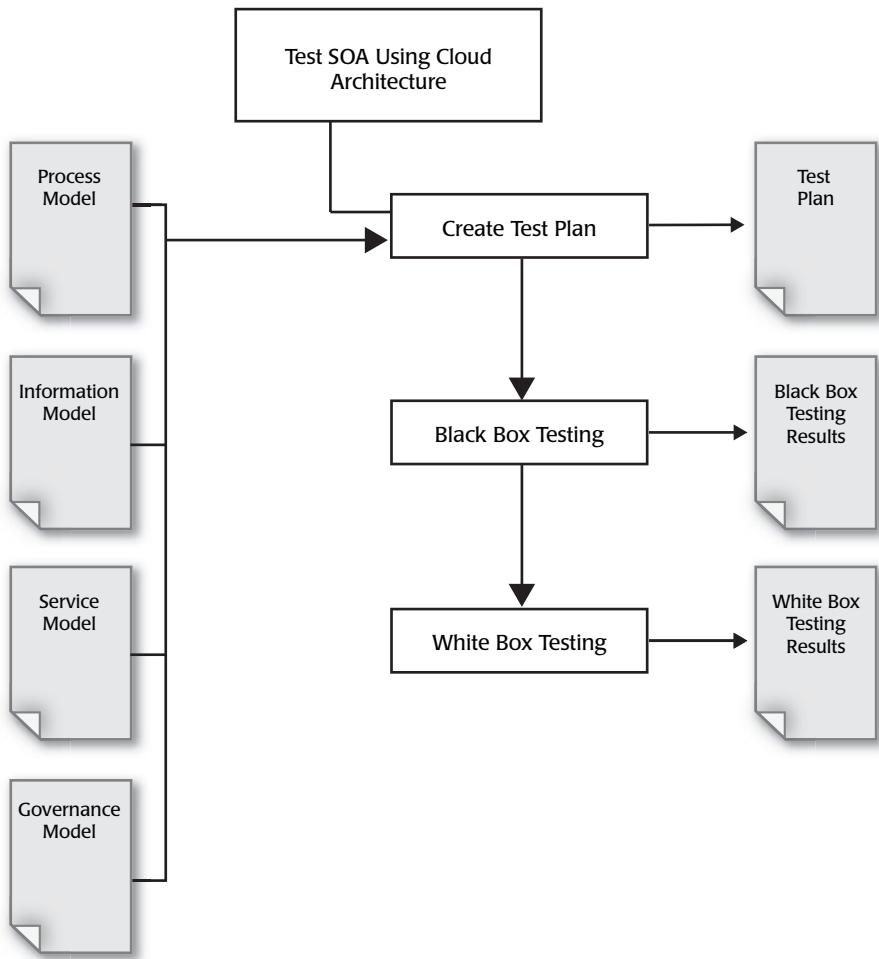 Test SOA Using Cloud
Architecture
Process
Model
Create Test Plan
Test
Plan
Information
Model
Black Box Testing
Black Box
Testing
Results
Service
Model
White Box Testing
White Box
Testing
Results
Governance
Model